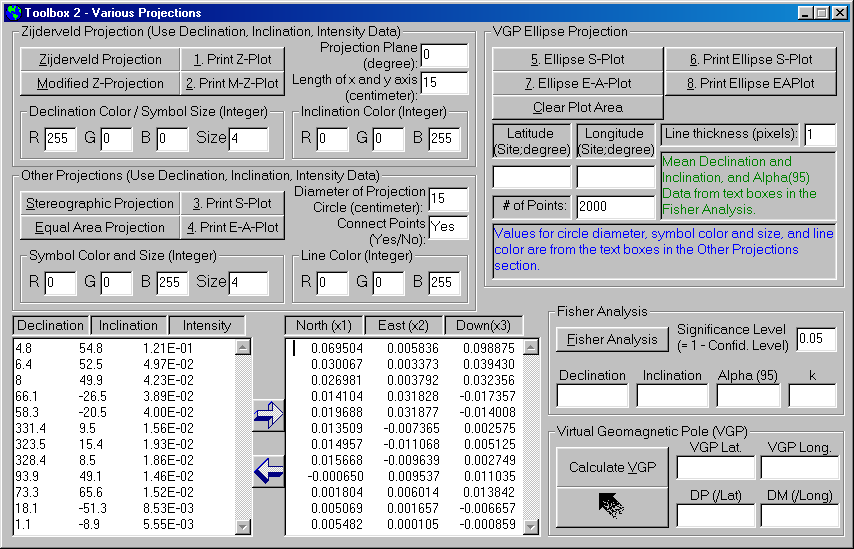 Toolbox 2 - Various Projections
Zijderveld Projection (Use Declination, Inclination, Intensity Data)
Zijderveld Projection
1. Print Z-Plot
Projection Plane
(degree):
0
Modified Z-Projection
2. Print M-Z-Plot
Length of x and y axis
(centimeter):
15
Declination Color / Symbol Size (Integer)
R 255 G 0 B 0 Size 4
Inclination Color (Integer)
R 0 G 0 B 255
Other Projections (Use Declination, Inclination, Intensity Data)
Stereographic Projection
3. Print S-Plot
Diameter of Projection
Circle (centimeter):
15
Equal Area Projection
4. Print E-A-Plot
Connect Points
(Yes/No):
Yes
Symbol Color and Size (Integer)
R 0 G 0 B 255 Size 4
Line Color (Integer)
R 0 G 0 B 255
VGP Ellipse Projection
5. Ellipse S-Plot
6. Print Ellipse S-Plot
7. Ellipse E-A-Plot
8. Print Ellipse EAPlot
Clear Plot Area
Latitude
(Site;degree)
Longitude
(Site;degree)
Line thickness (pixels): 1
# of Points: 2000
Mean Declination and
Inclination, and Alpha(95)
Data from text boxes in the
Fisher Analysis.
Values for circle diameter, symbol color and size, and line
color are from the text boxes in the Other Projections
section.
Declination Inclination Intensity
4.8 54.8 1.21E-01
6.4 52.5 4.97E-02
8 49.9 4.23E-02
66.1 -26.5 3.89E-02
58.3 -20.5 4.00E-02
331.4 9.5 1.56E-02
323.5 15.4 1.93E-02
328.4 8.5 1.86E-02
93.9 49.1 1.46E-02
73.3 65.6 1.52E-02
18.1 -51.3 8.53E-03
1.1 -8.9 5.55E-03
North (x1) East (x2) Down(x3)
0.069504 0.005836 0.098875
0.030067 0.003373 0.039430
0.026981 0.003792 0.032356
0.014104 0.031828 -0.017357
0.019688 0.031877 -0.014008
0.013509 -0.007365 0.002575
0.014957 -0.011068 0.005125
0.015668 -0.009639 0.002749
-0.000650 0.009537 0.011035
0.001804 0.006014 0.013842
0.005069 0.001657 -0.006657
0.005482 0.000105 -0.000859
Fisher Analysis
Fisher Analysis
Significance Level
(= 1 - Confid. Level)
0.05
Declination Inclination Alpha (95) k
Virtual Geomagnetic Pole (VGP)
Calculate VGP
VGP Lat. VGP Long.
DP (/Lat) DM (/Long)